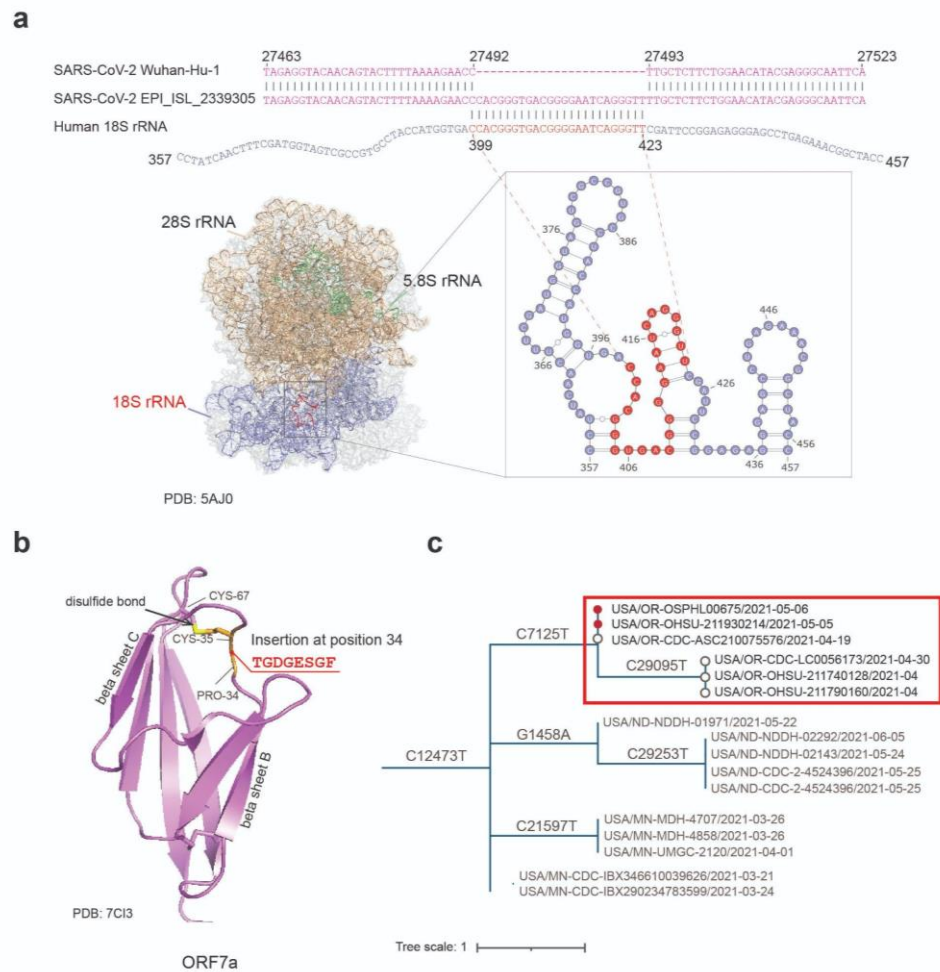 a
27463 27492 27493 27523
SARS-CoV-2 Wuhan-Hu-1 TAGAGGTACAACAGTACTTTTAAAAGAACC--------------------TTGCTCTTCTGGAACATACGAGGGCAATTCA
SARS-CoV-2 EPI_ISL_2339305 TAGAGGTACAACAGTACTTTTAAAAGAACCCACGGGTGACGGGGAATCAGGGTTTTGCTCTTCTGGAACATACGAGGGCAATTCA
Human 18S rRNA
357 CCTATCAACTTTCGATGGTAGTCGCCGTGCCTACCATGGTGACCACGGGTGACGGGGAATCAGGGTTCGATTCCGGAGAGGGAGCCTGAGAAACGGCTACC 457
399 423
28S rRNA
5.8S rRNA
18S rRNA
PDB: 5AJ0
376
386
446
416
396
366
426
456
357 406 436 457
b
CYS-67
disulfide bond
CYS-35
Insertion at position 34
TGDGESGF
PRO-34
beta sheet C
beta sheet B
PDB: 7CI3
ORF7a
c
USA/OR-OSPHL00675/2021-05-06
USA/OR-OHSU-211930214/2021-05-05
C7125T
USA/OR-CDC-ASC210075576/2021-04-19
USA/OR-CDC-LC0056173/2021-04-30
C29095T
USA/OR-OHSU-211740128/2021-04
USA/OR-OHSU-211790160/2021-04
USA/ND-NDDH-01971/2021-05-22
G1458A
USA/ND-NDDH-02292/2021-06-05
C29253T
USA/ND-NDDH-02143/2021-05-24
C12473T
USA/ND-CDC-2-4524396/2021-05-25
USA/ND-CDC-2-4524396/2021-05-25
USA/MN-MDH-4707/2021-03-26
C21597T
USA/MN-MDH-4858/2021-03-26
USA/MN-UMGC-2120/2021-04-01
USA/MN-CDC-IBX346610039626/2021-03-21
USA/MN-CDC-IBX290234783599/2021-03-24
Tree scale: 1